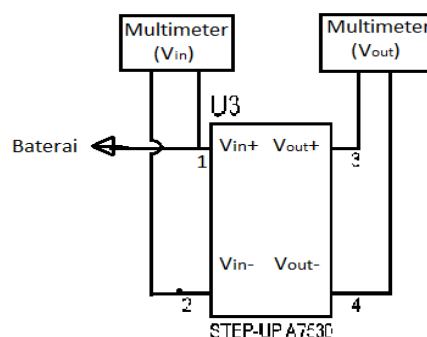 Multimeter
(Vin)
Multimeter
(Vout)
U3
Baterai
1
Vin+
Vout+
3
Vin-
Vout-
2
4
STEP-UP A7530